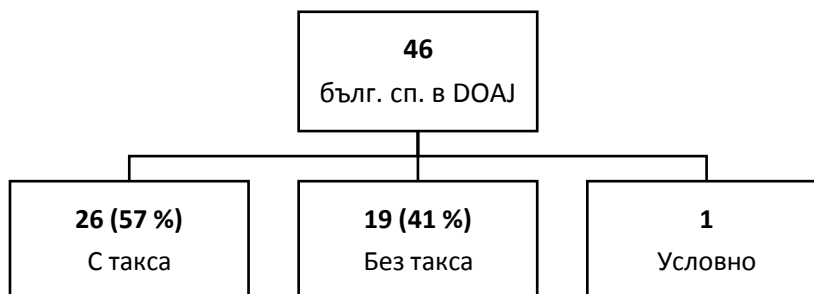 46
бълг. сп. в DOAJ
26 (57 %)
С такса
19 (41 %)
Без такса
1
Условно